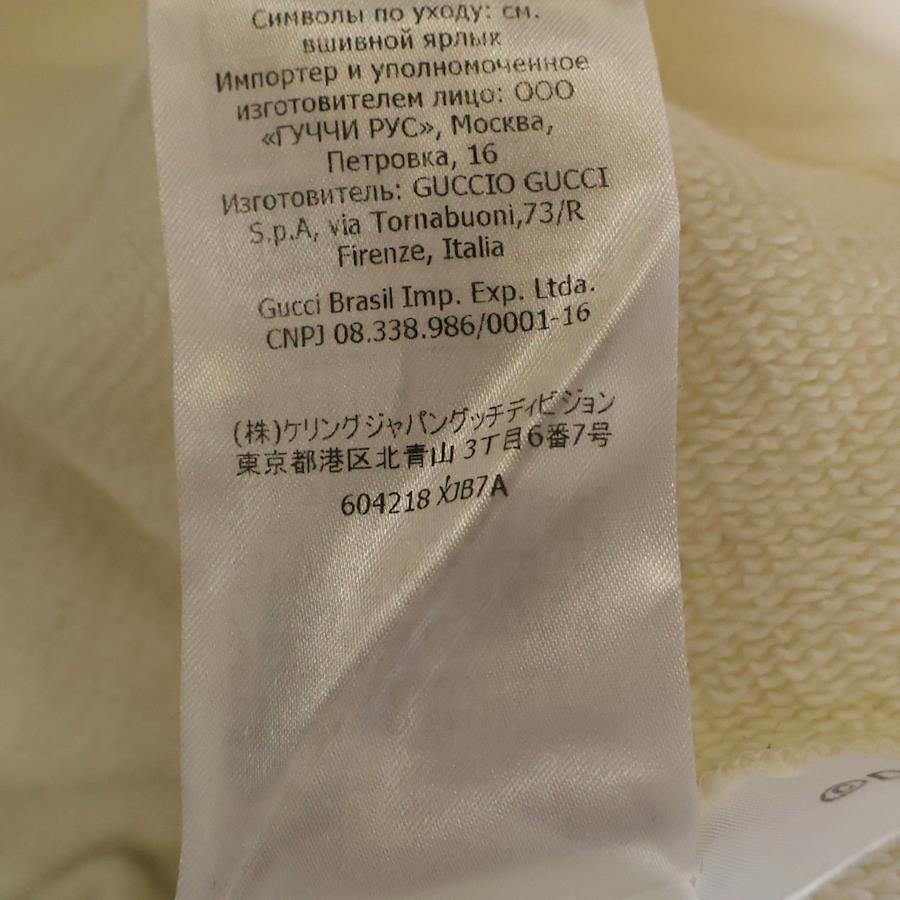 Символы по уходу: см.
вшивной ярлык
Импортер и уполномоченное
изготовителем лицо: ООО
«ГУЧЧИ РУС», Москва,
Петровка, 16
Изготовитель: GUCCIO GUCCI
S.p.A, via Tornabuoni,73/R
Firenze, Italia
Gucci Brasil Imp. Exp. Ltda.
CNPJ 08.338.986/0001-16
(株)ケリングジャパングッチディビジョン
東京都港区北青山3丁目6番7号
604218 XJB7A